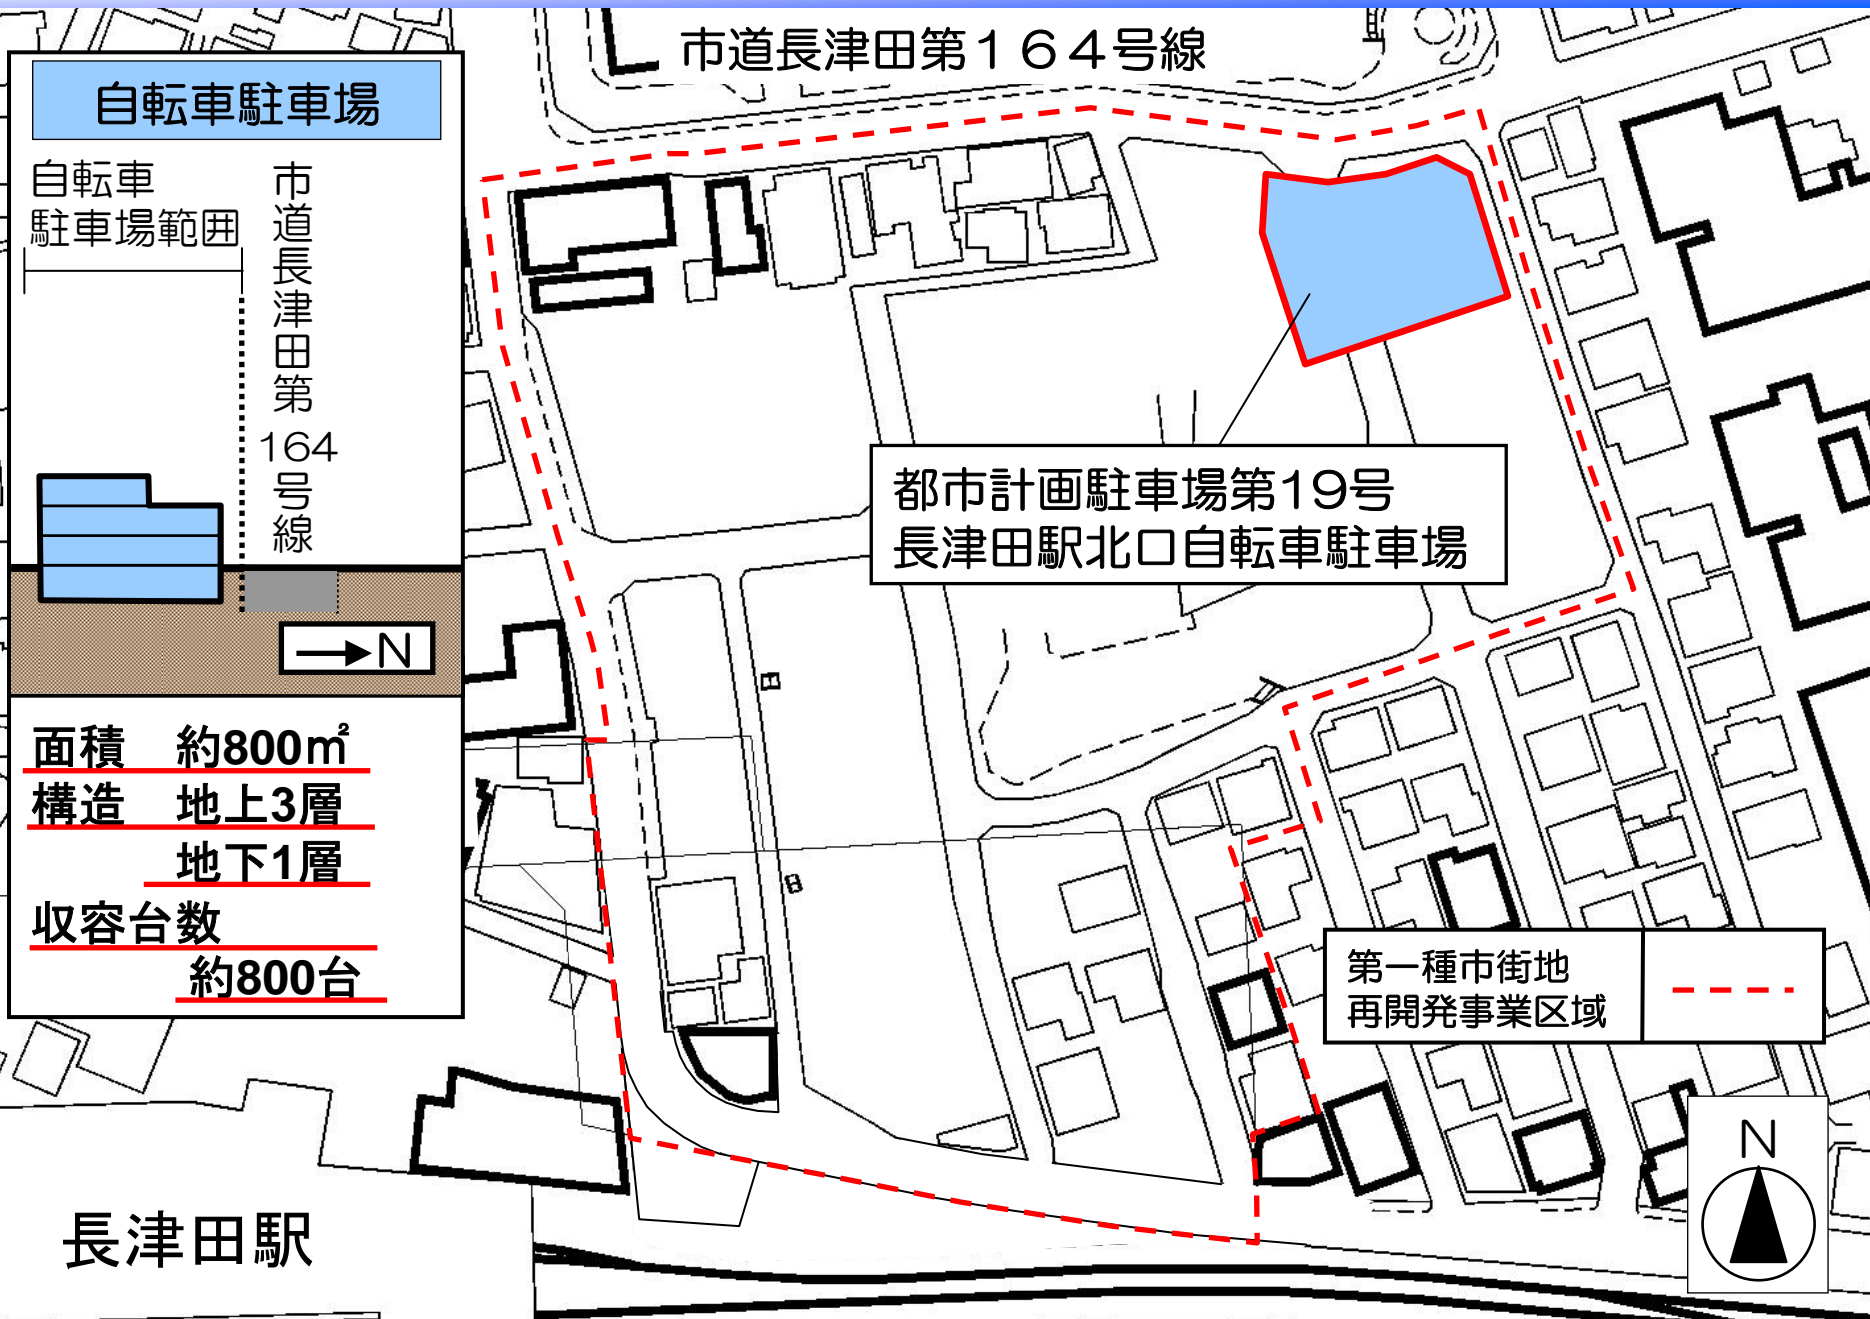 市道長津田第１６４号線
自転車駐車場
自転車
駐車場範囲
市道長津田第164号線
N
面積　約800㎡
構造　地上3層
地下1層
収容台数
約800台
都市計画駐車場第19号
長津田駅北口自転車駐車場
第一種市街地
再開発事業区域
N
長津田駅